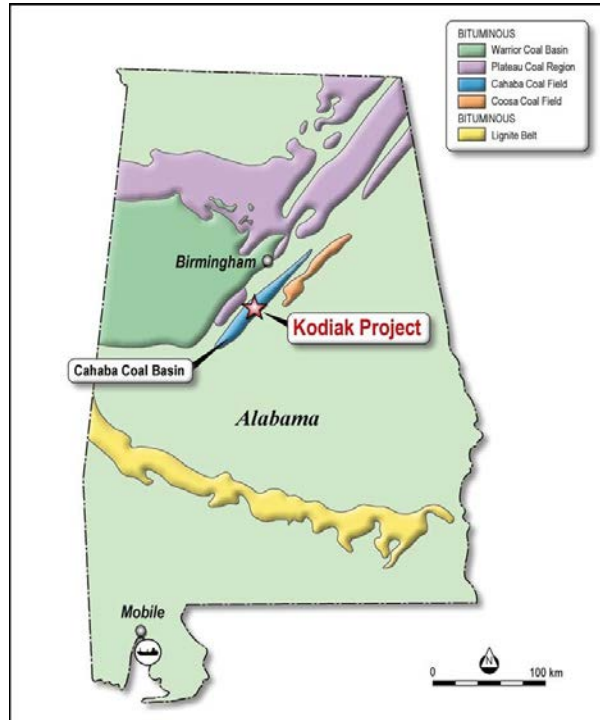 BITUMINOUS
Warrior Coal Basin
Plateau Coal Region
Cahaba Coal Field
Coosa Coal Field
BITUMINOUS
Lignite Belt
Birmingham
Kodiak Project
Cahaba Coal Basin
Alabama
Mobile
N
0 100 km